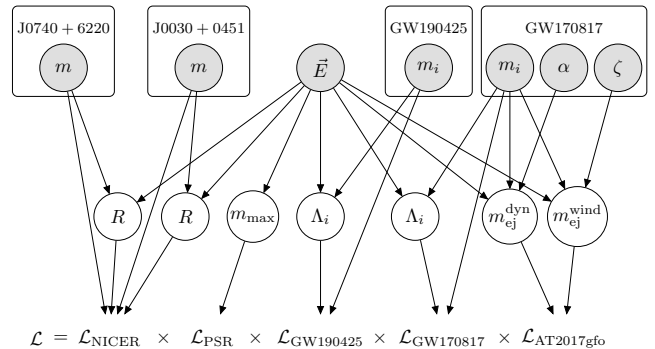 J0740 + 6220 J0030 + 0451 GW190425 GW170817
m m \vec{E} m_i m_i α ζ
R R m_max Λ_i Λ_i m_ej^dyn m_ej^wind
ℒ = ℒ_NICER × ℒ_PSR × ℒ_GW190425 × ℒ_GW170817 × ℒ_AT2017gfo